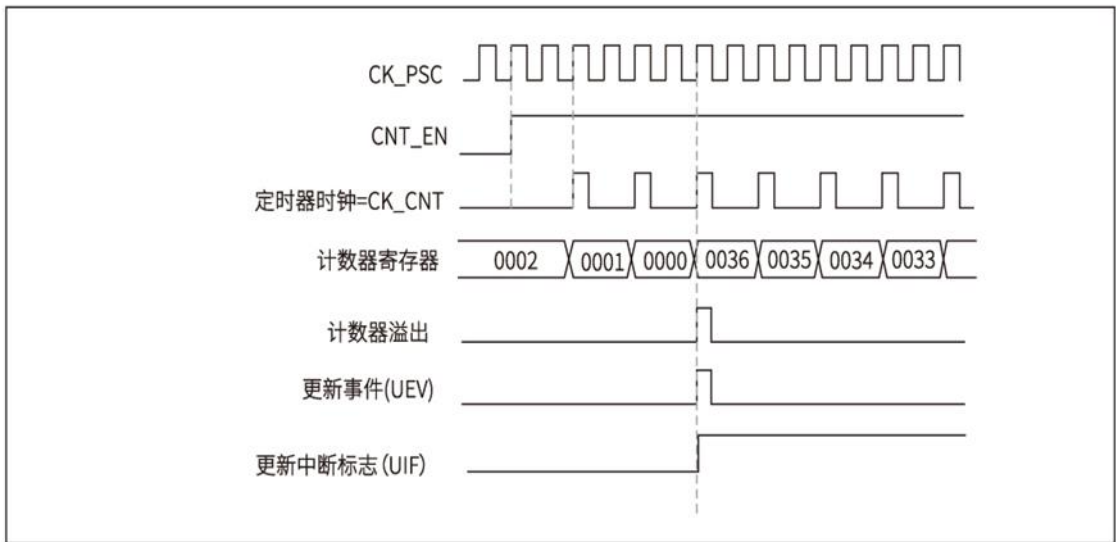 CK_PSC
CNT_EN
定时器时钟=CK_CNT
计数器寄存器 0002 0001 0000 0036 0035 0034 0033
计数器溢出
更新事件(UEV)
更新中断标志(UIF)